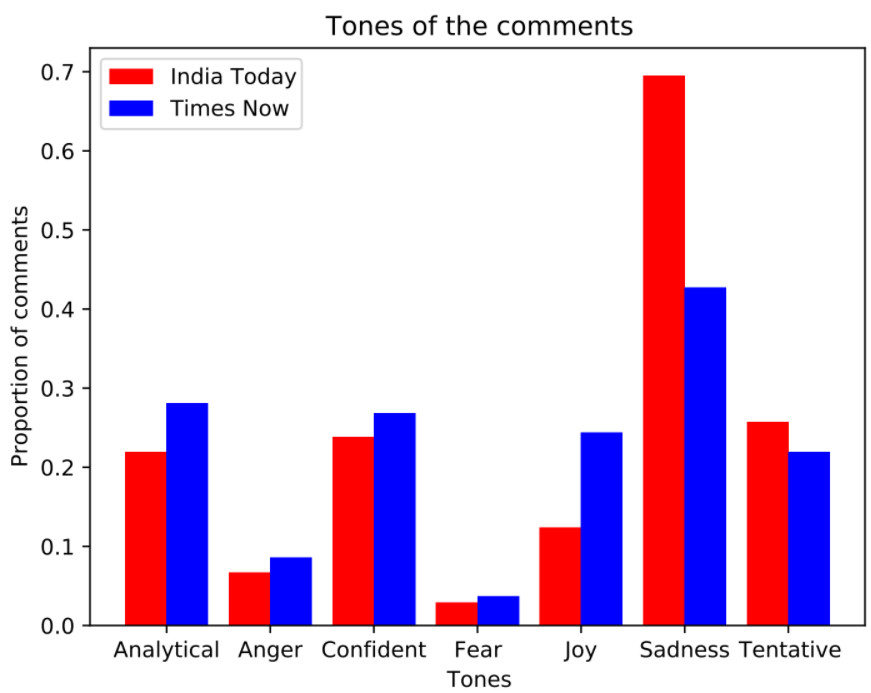 Tones of the comments
India Today
Times Now
Proportion of comments
0.7
0.6
0.5
0.4
0.3
0.2
0.1
0.0
Analytical Anger Confident Fear Joy Sadness Tentative
Tones